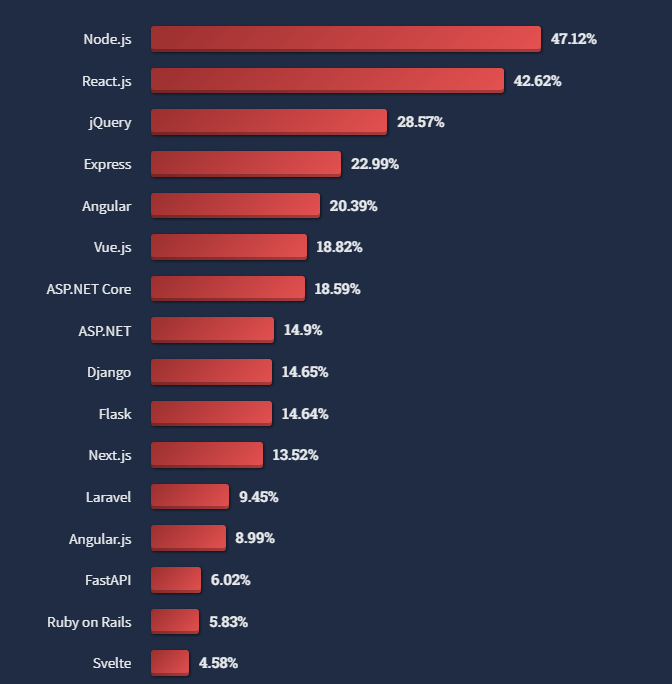 Node.js 47.12%
React.js 42.62%
jQuery 28.57%
Express 22.99%
Angular 20.39%
Vue.js 18.82%
ASP.NET Core 18.59%
ASP.NET 14.9%
Django 14.65%
Flask 14.64%
Next.js 13.52%
Laravel 9.45%
Angular.js 8.99%
FastAPI 6.02%
Ruby on Rails 5.83%
Svelte 4.58%